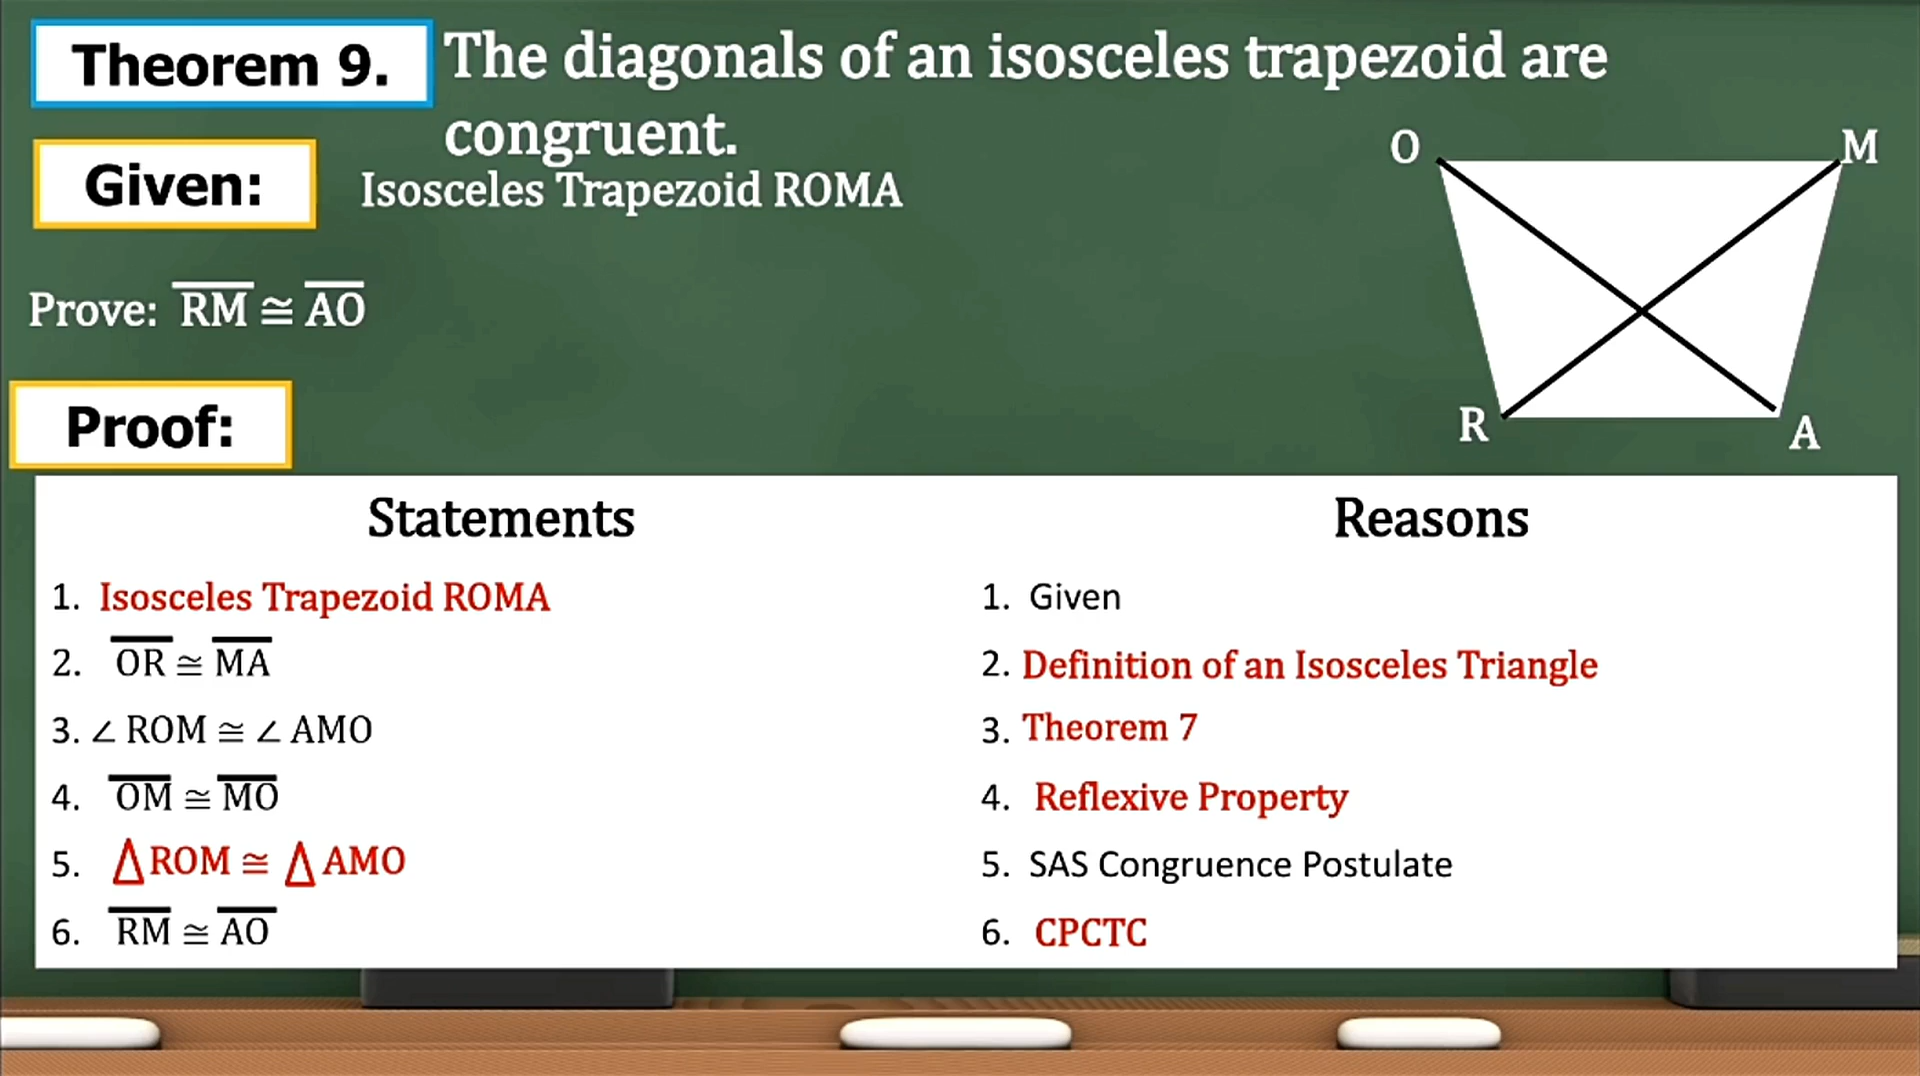 Theorem 9.
The diagonals of an isosceles trapezoid are
congruent.
Given:
Isosceles Trapezoid ROMA
O
M
Prove: RM ≅ AO
Proof:
R
A
Statements
Reasons
1. Isosceles Trapezoid ROMA
1. Given
2. OR ≅ MA
2. Definition of an Isosceles Triangle
3. ∠ ROM ≅ ∠ AMO
3. Theorem 7
4. OM ≅ MO
4. Reflexive Property
5. Δ ROM ≅ Δ AMO
5. SAS Congruence Postulate
6. RM ≅ AO
6. CPCTC